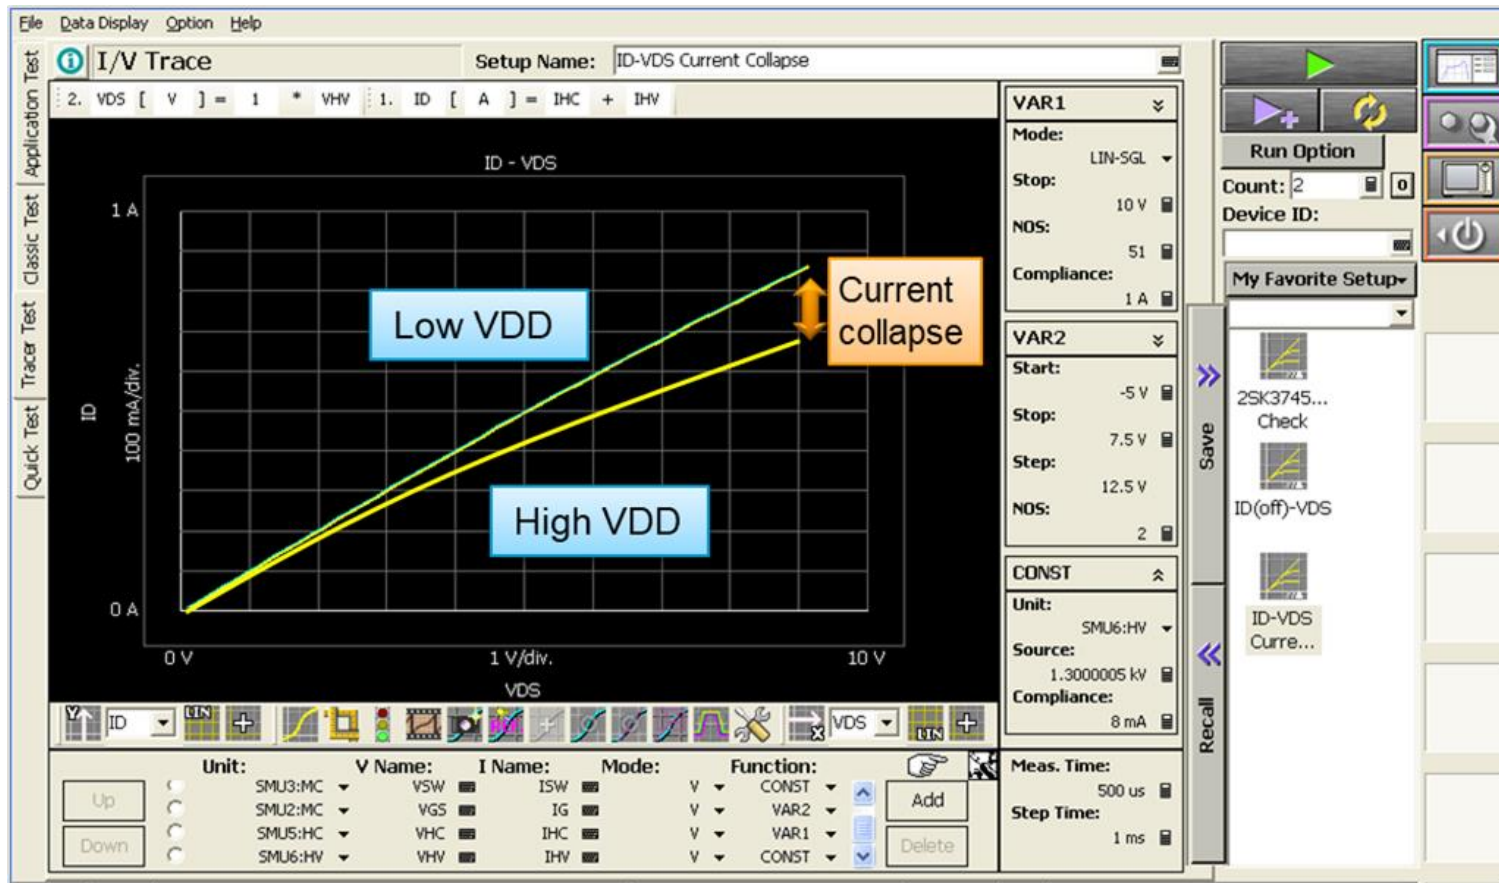 File Data Display Option Help
I/V Trace Setup Name: ID-VDS Current Collapse
Application Test
Classic Test
Tracer Test
Quick Test
2. VDS [ V ] = 1 * VHV 1. ID [ A ] = IHC + IHV
ID - VDS
1 A
ID
100 mA/div.
0 A
0 V 1 V/div. 10 V
VDS
Low VDD
High VDD
Current
collapse
VAR1
Mode:
LIN-SGL
Stop:
10 V
NOS:
51
Compliance:
1 A
VAR2
Start:
-5 V
Stop:
7.5 V
Step:
12.5 V
NOS:
2
CONST
Unit:
SMU6:HV
Source:
1.3000005 kV
Compliance:
8 mA
Meas. Time:
500 us
Step Time:
1 ms
Save
Recall
Run Option
Count: 2 0
Device ID:
My Favorite Setup
2SK3745...
Check
ID(off)-VDS
ID-VDS
Curre...
Y ID LIN X VDS LIN
Unit: V Name: I Name: Mode: Function:
Up
Down
SMU3:MC VSW ISW V CONST
SMU2:MC VGS IG V VAR2
SMU5:HC VHC IHC V VAR1
SMU6:HV VHV IHV V CONST
Add
Delete